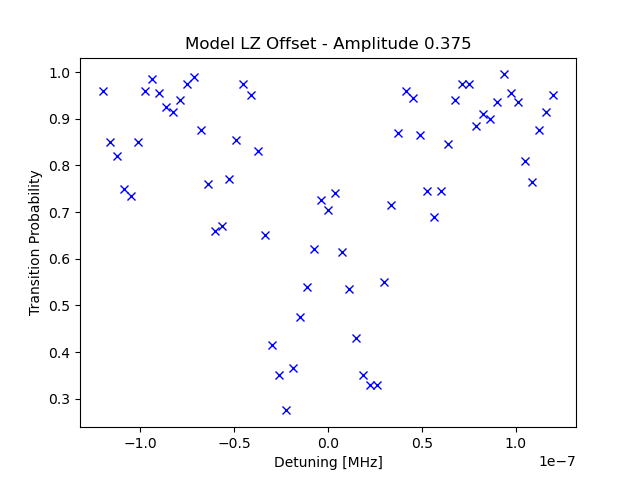 Model LZ Offset - Amplitude 0.375
Transition Probability
1.0
0.9
0.8
0.7
0.6
0.5
0.4
0.3
−1.0 −0.5 0.0 0.5 1.0
1e−7
Detuning [MHz]